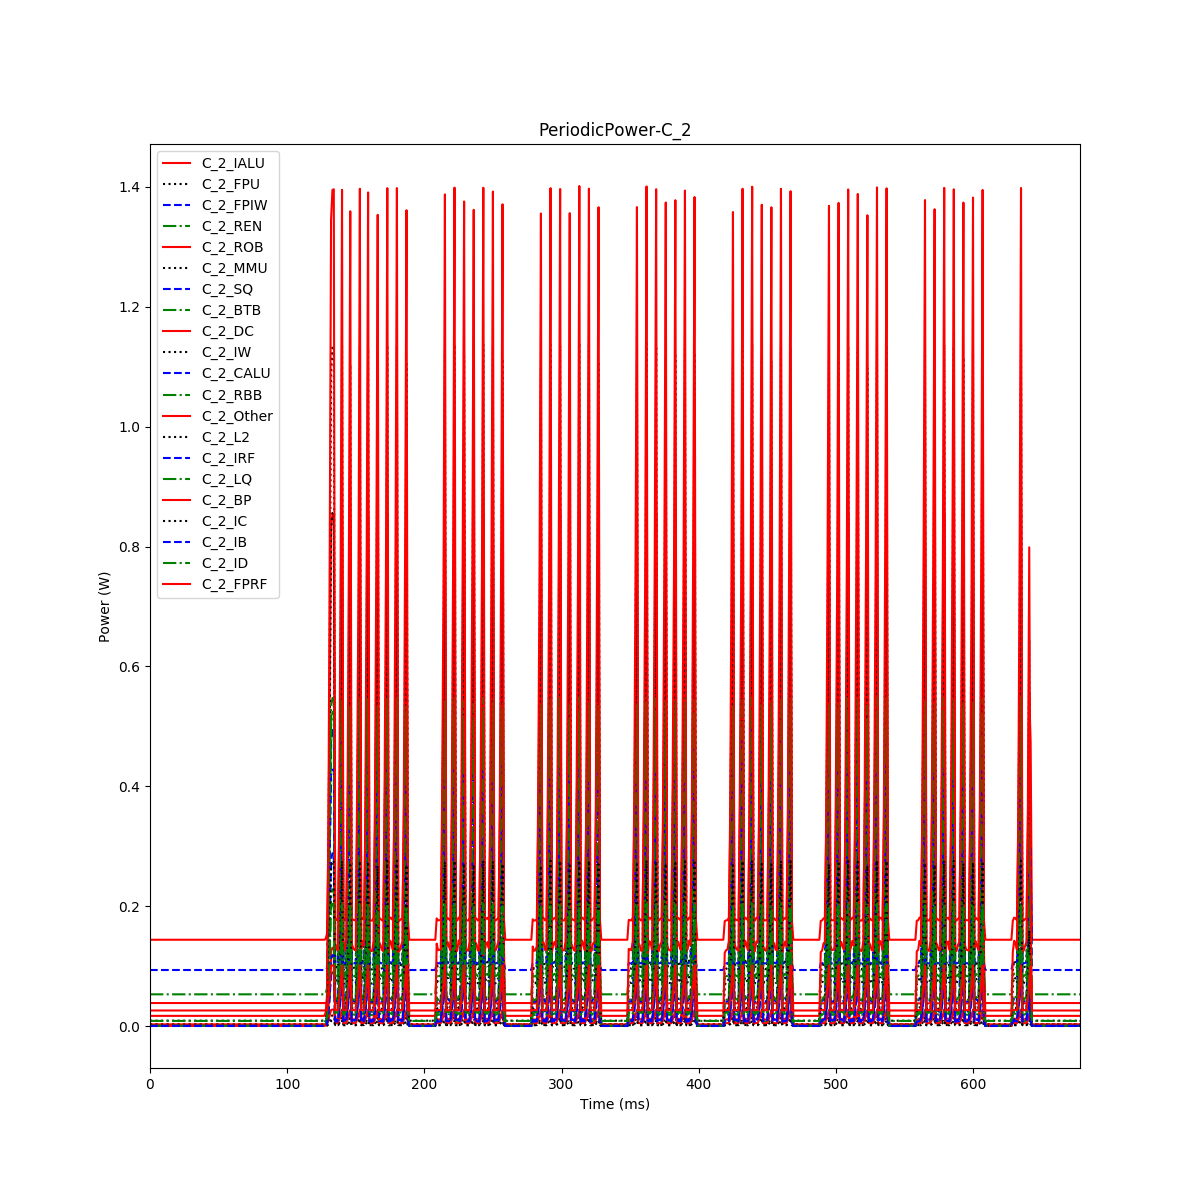 PeriodicPower-C_2
C_2_IALU
C_2_FPU
C_2_FPIW
C_2_REN
C_2_ROB
C_2_MMU
C_2_SQ
C_2_BTB
C_2_DC
C_2_IW
C_2_CALU
C_2_RBB
C_2_Other
C_2_L2
C_2_IRF
C_2_LQ
C_2_BP
C_2_IC
C_2_IB
C_2_ID
C_2_FPRF
1.4
1.2
1.0
0.8
0.6
0.4
0.2
0.0
Power (W)
0 100 200 300 400 500 600
Time (ms)